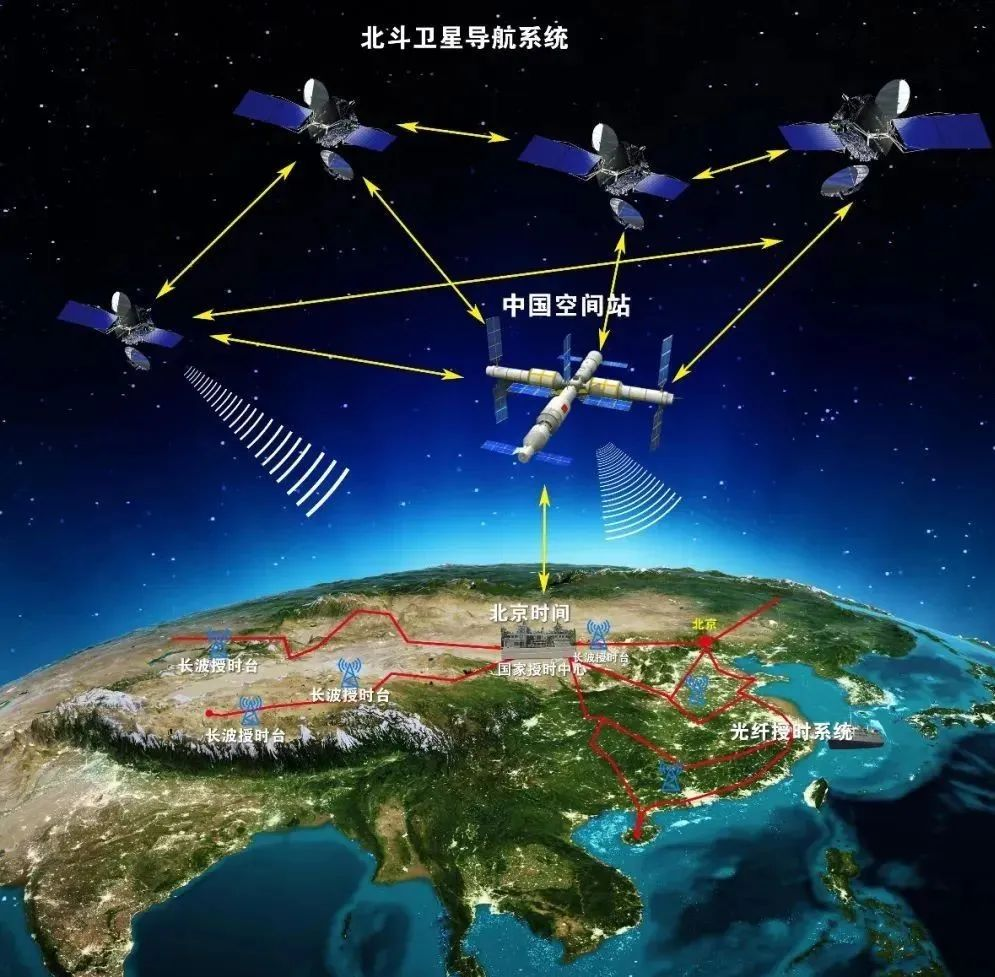 北斗卫星导航系统
中国空间站
北京时间
北京
长波授时台
长波授时台
国家授时中心
长波授时台
长波授时台
光纤授时系统